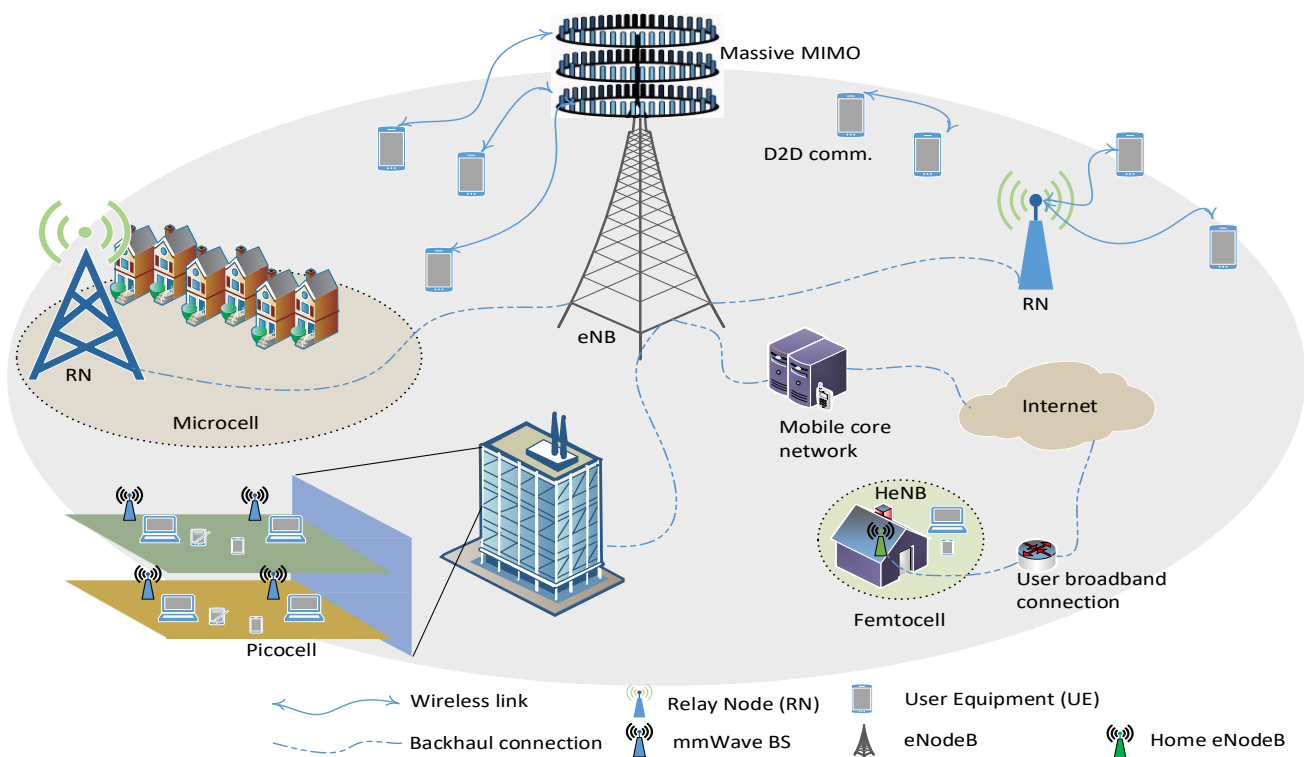 Massive MIMO
D2D comm.
RN
eNB
RN
Microcell
Mobile core
network
Internet
HeNB
User broadband
connection
Femtocell
Picocell
Wireless link
Relay Node (RN)
User Equipment (UE)
Backhaul connection
mmWave BS
eNodeB
Home eNodeB